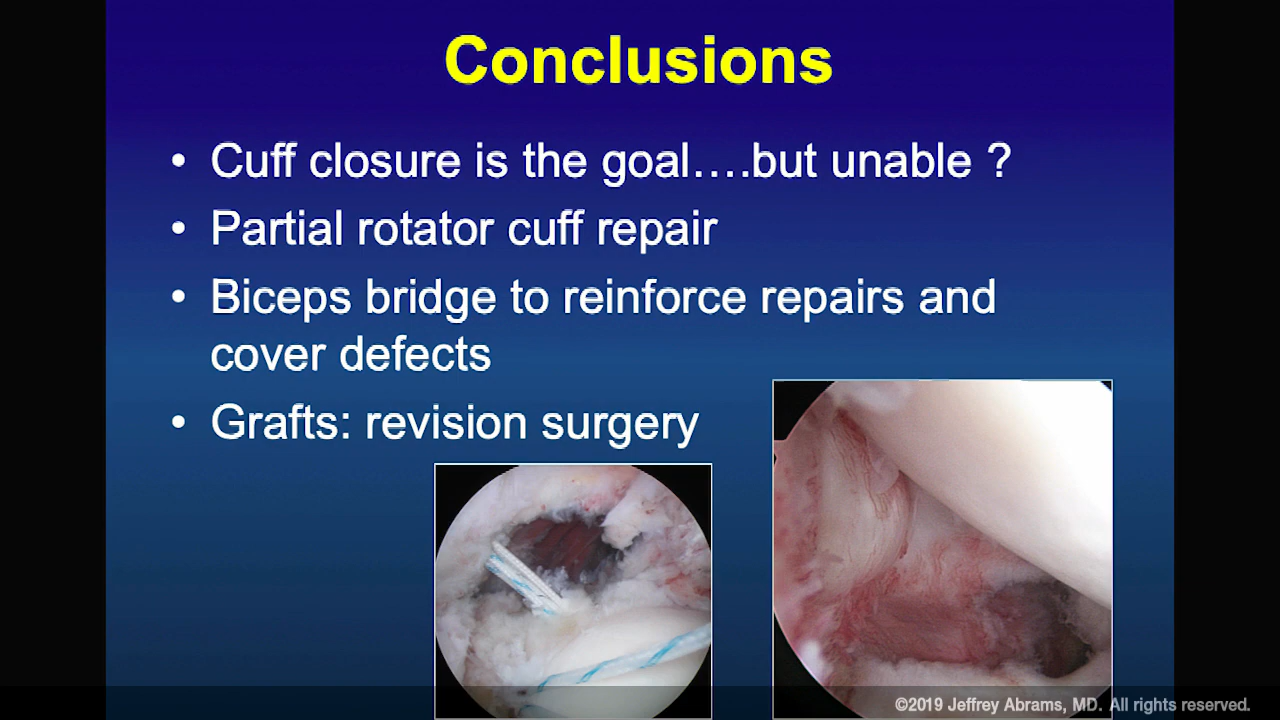 Conclusions
• Cuff closure is the goal….but unable ?
• Partial rotator cuff repair
• Biceps bridge to reinforce repairs and
cover defects
• Grafts: revision surgery
©2019 Jeffrey Abrams, MD. All rights reserved.